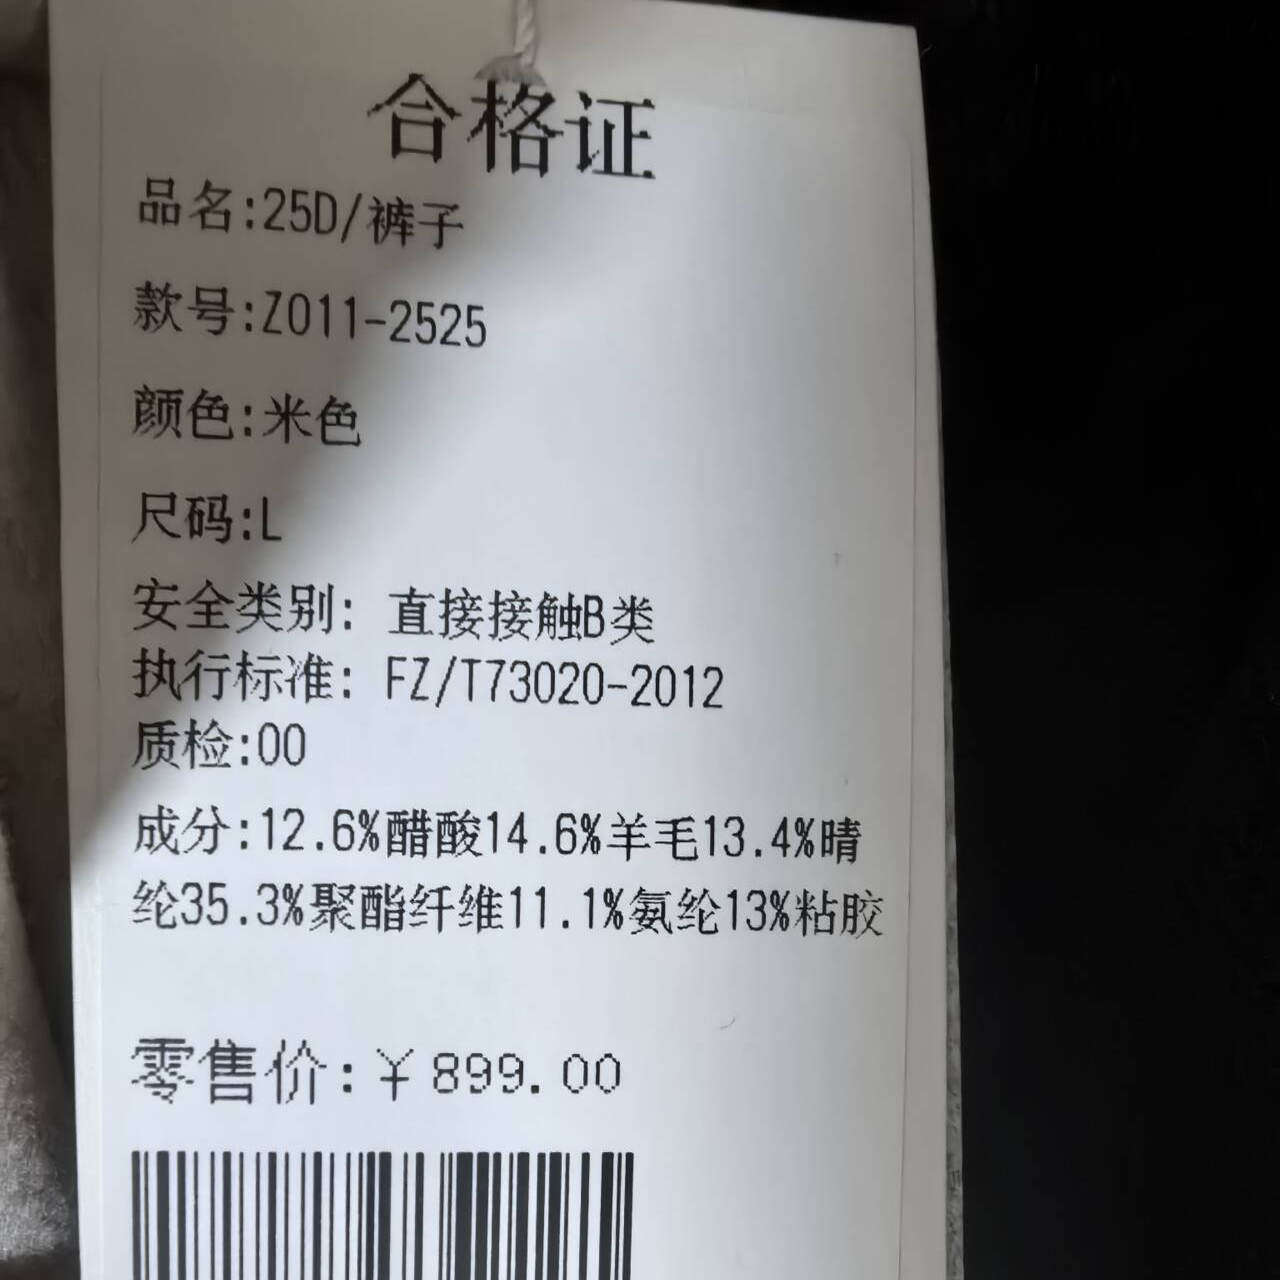 合格证
品名:25D/裤子
款号:Z011-2525
颜色:米色
尺码:L
安全类别: 直接接触B类
执行标准: FZ/T73020-2012
质检:00
成分:12.6%醋酸14.6%羊毛13.4%晴
纶35.3%聚酯纤维11.1%氨纶13%粘胶
零售价:￥899.00